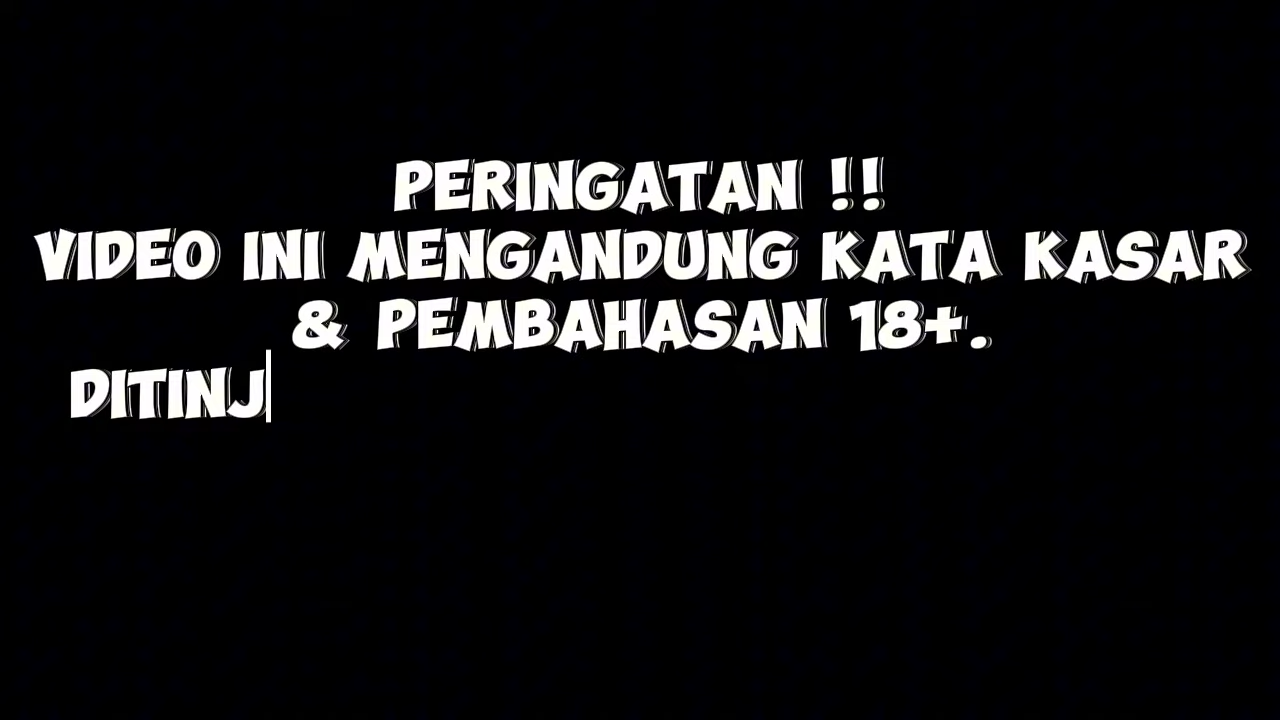 PERINGATAN !!
VIDEO INI MENGANDUNG KATA KASAR
& PEMBAHASAN 18+.
DITINJ